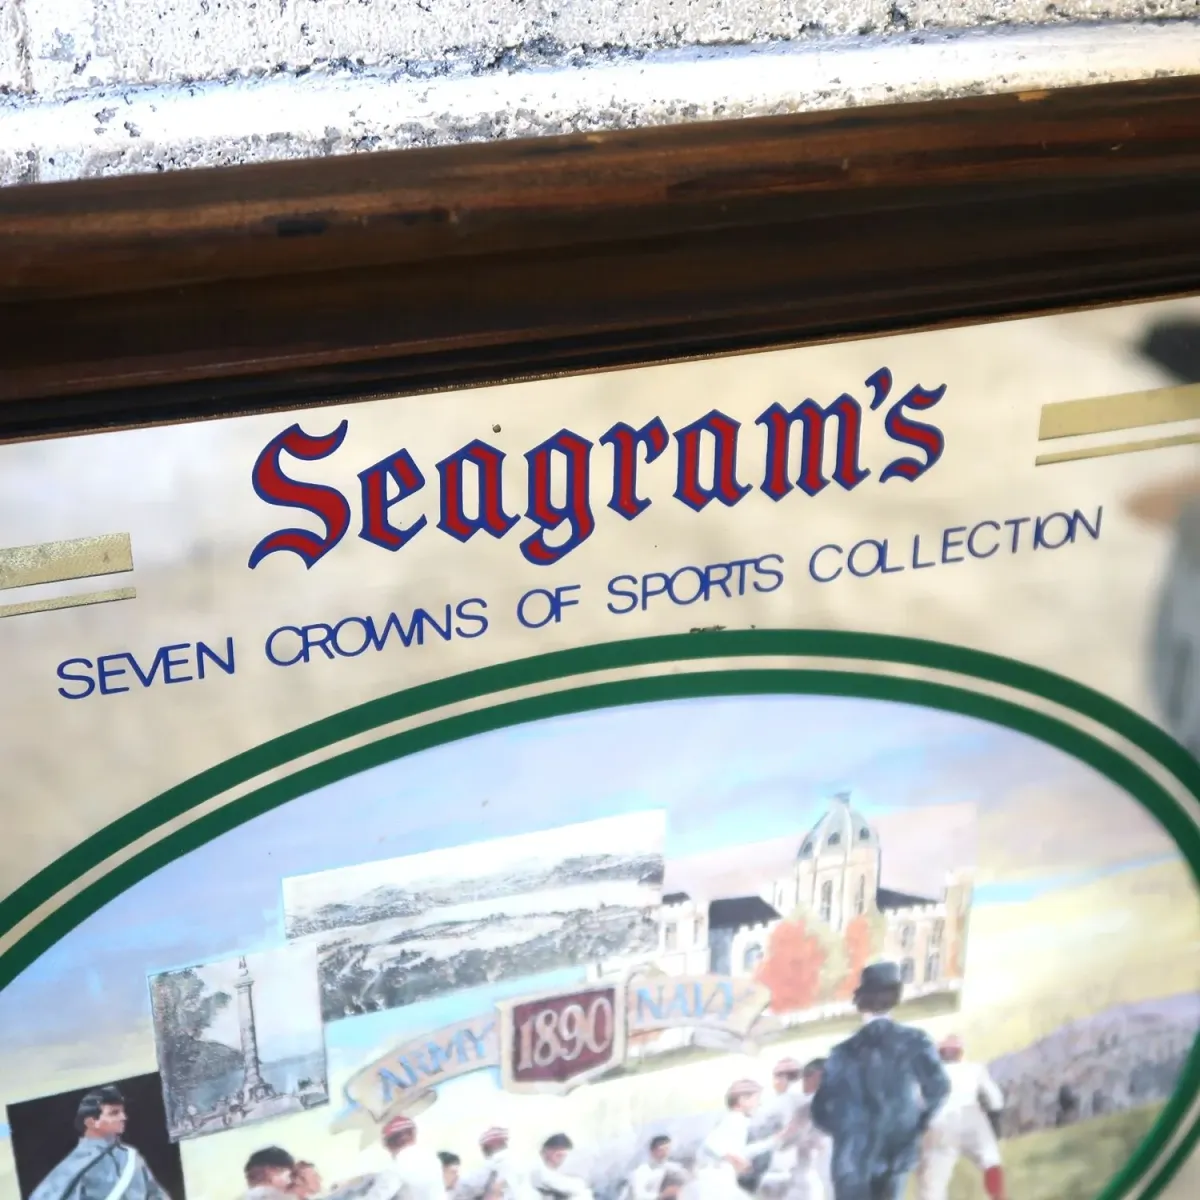 Seagram's
SEVEN CROWNS OF SPORTS COLLECTION
ARMY 1890 NAVY